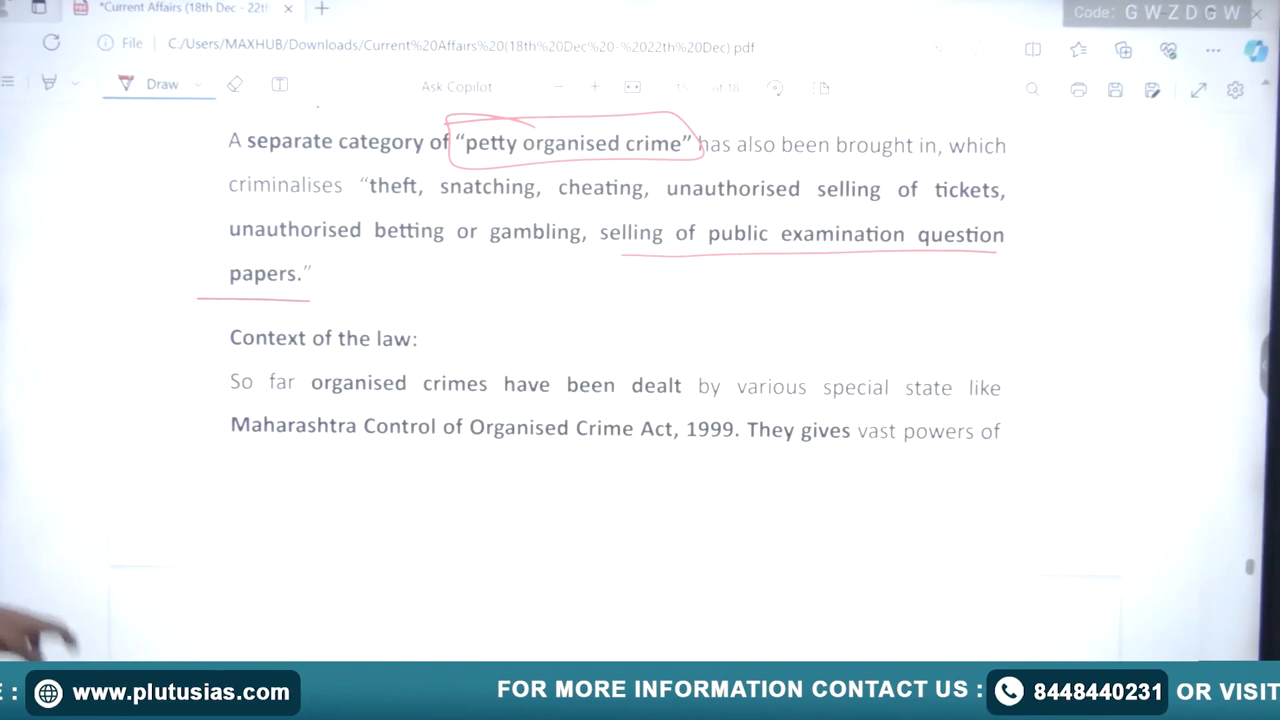 *Current Affairs (18th Dec - 22th
Code: G W Z D G W
File C:/Users/MAXHUB/Downloads/Current%20Affairs%20(18th%20Dec%20-%2022th%20Dec).pdf
Draw Ask Copilot 15 of 18
A separate category of “petty organised crime” has also been brought in, which
criminalises “theft, snatching, cheating, unauthorised selling of tickets,
unauthorised betting or gambling, selling of public examination question
papers.”
Context of the law:
So far organised crimes have been dealt by various special state like
Maharashtra Control of Organised Crime Act, 1999. They gives vast powers of
E : www.plutusias.com FOR MORE INFORMATION CONTACT US : 8448440231 OR VISIT